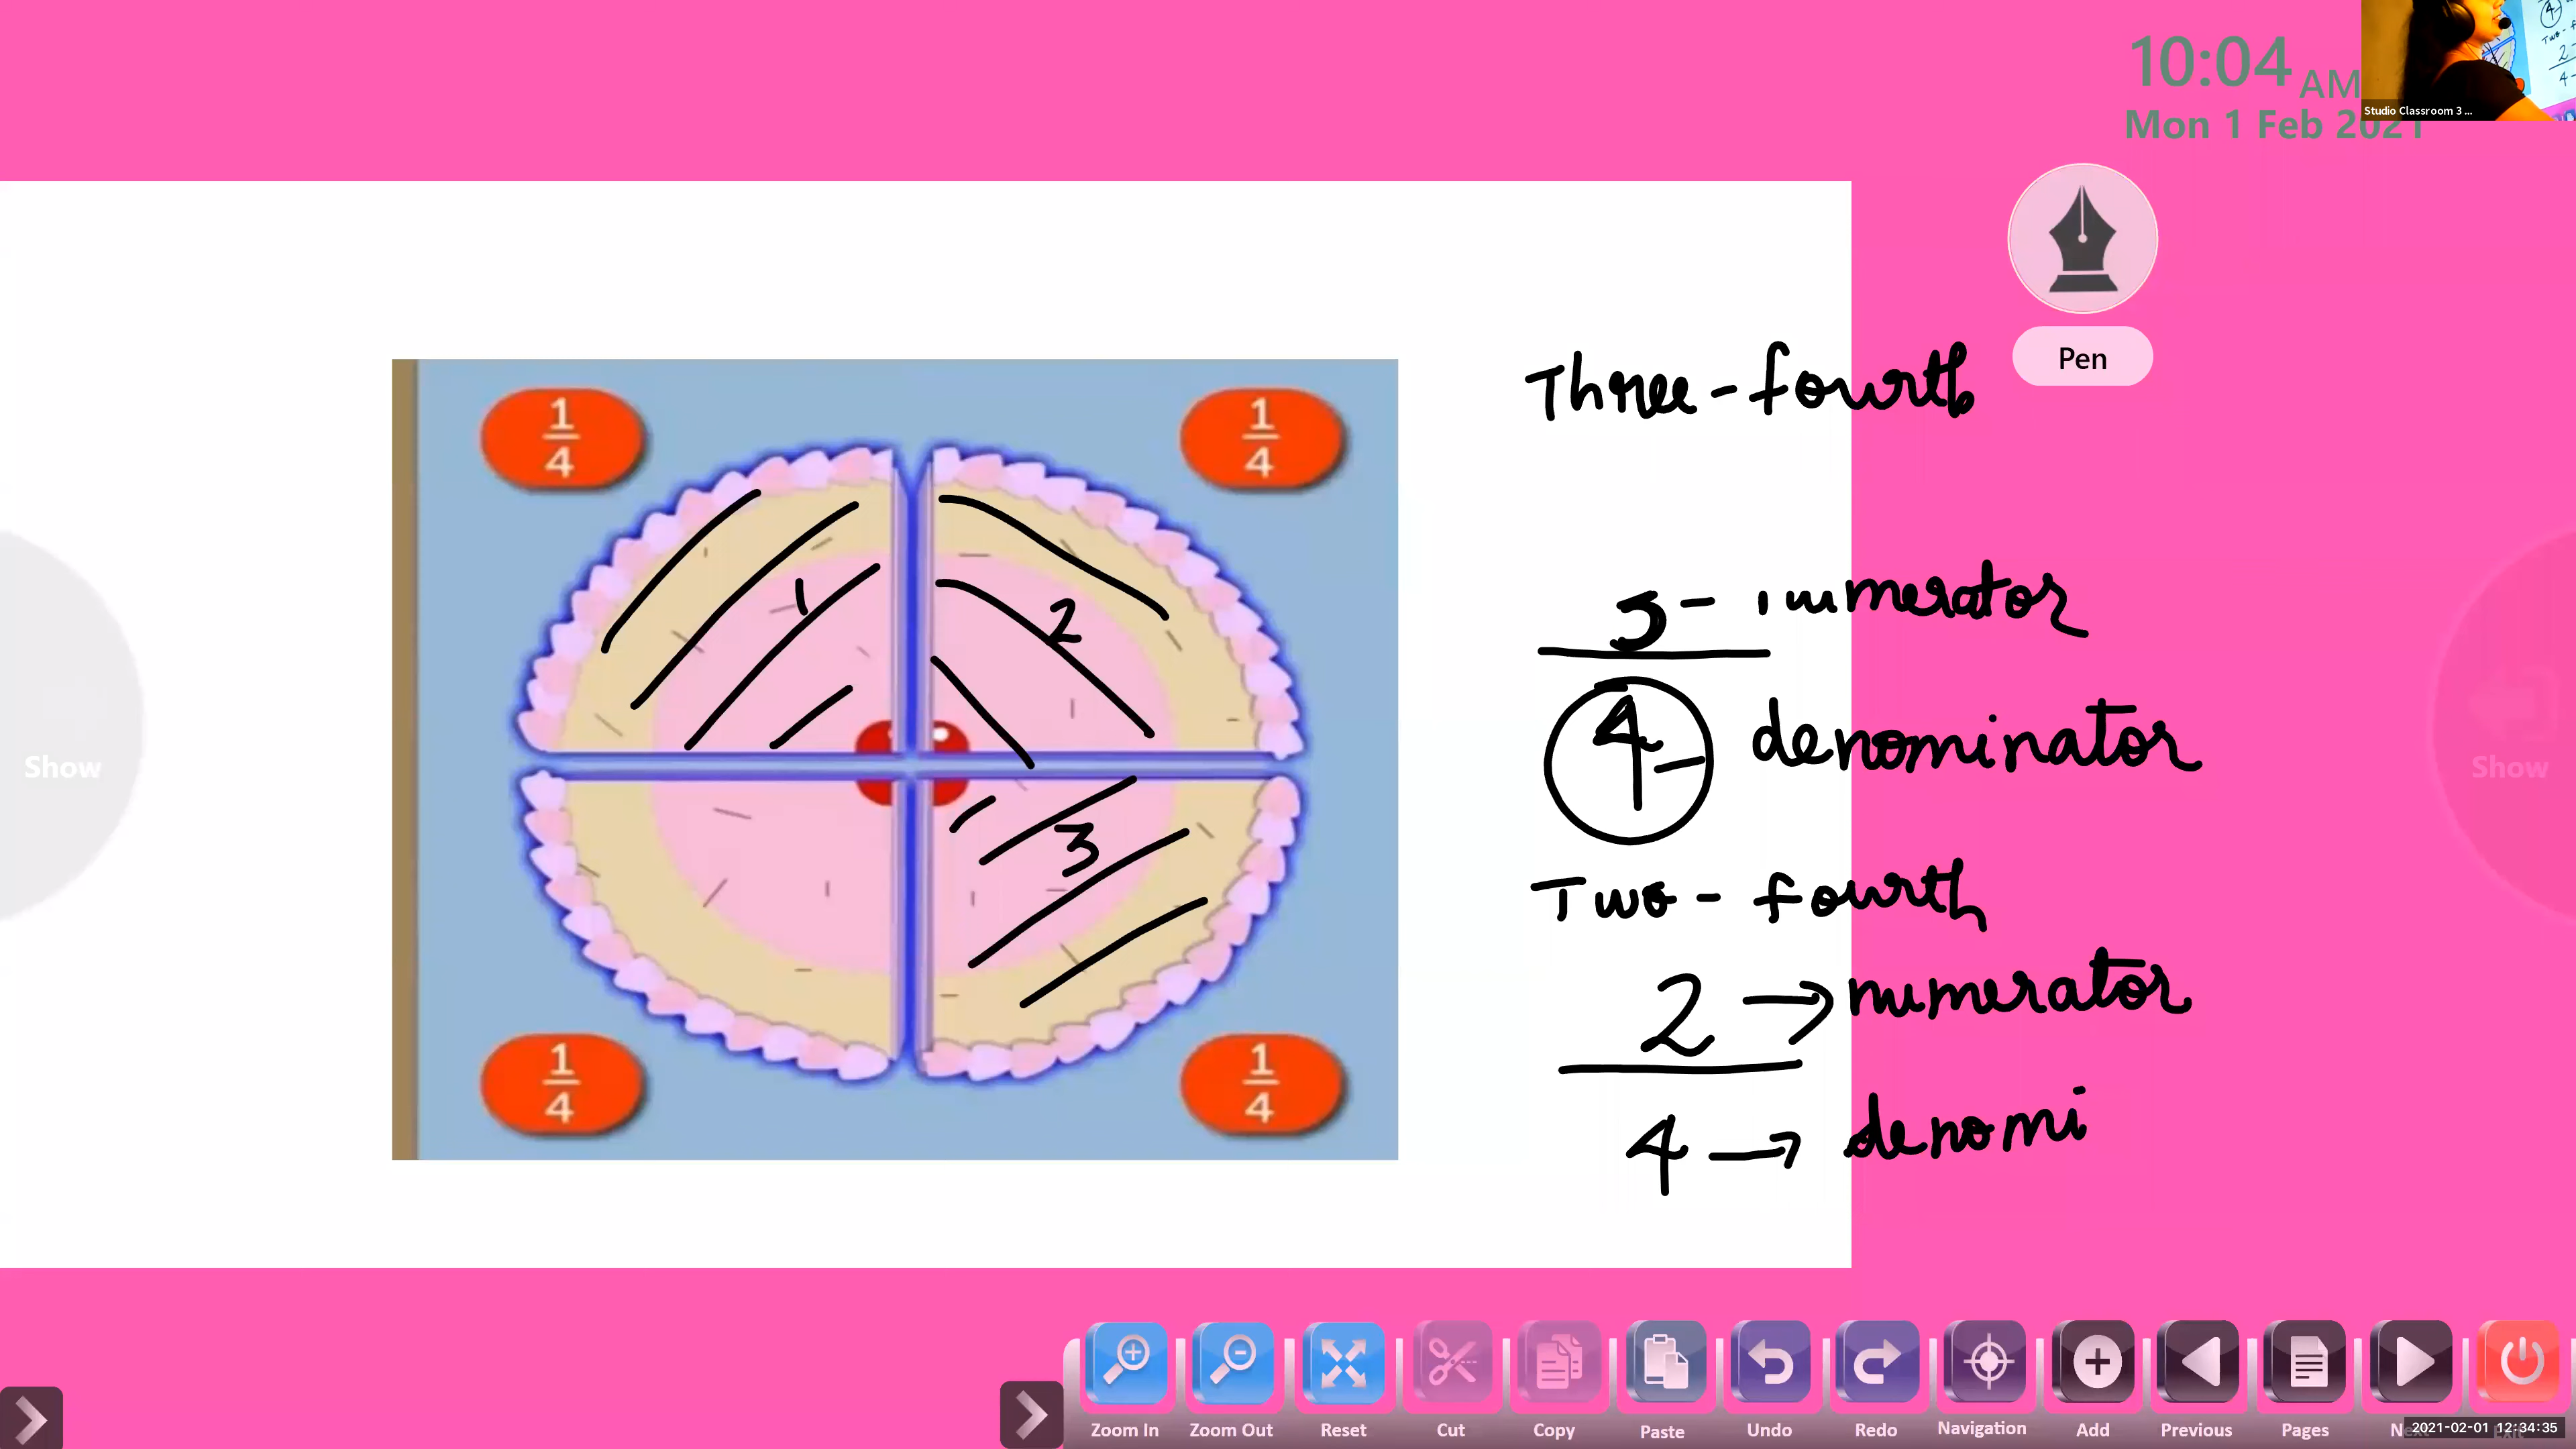 10:04 AM
Mon 1 Feb 2021
Studio Classroom 3 ...
Pen
1/4
1/4
1
2
3
1/4
1/4
Three - fourth
3 - numerator
4 - denominator
Two - fourth
2 → numerator
4 → denomi
Show
Show
Zoom In
Zoom Out
Reset
Cut
Copy
Paste
Undo
Redo
Navigation
Add
Previous
Pages
2021-02-01 12:34:35